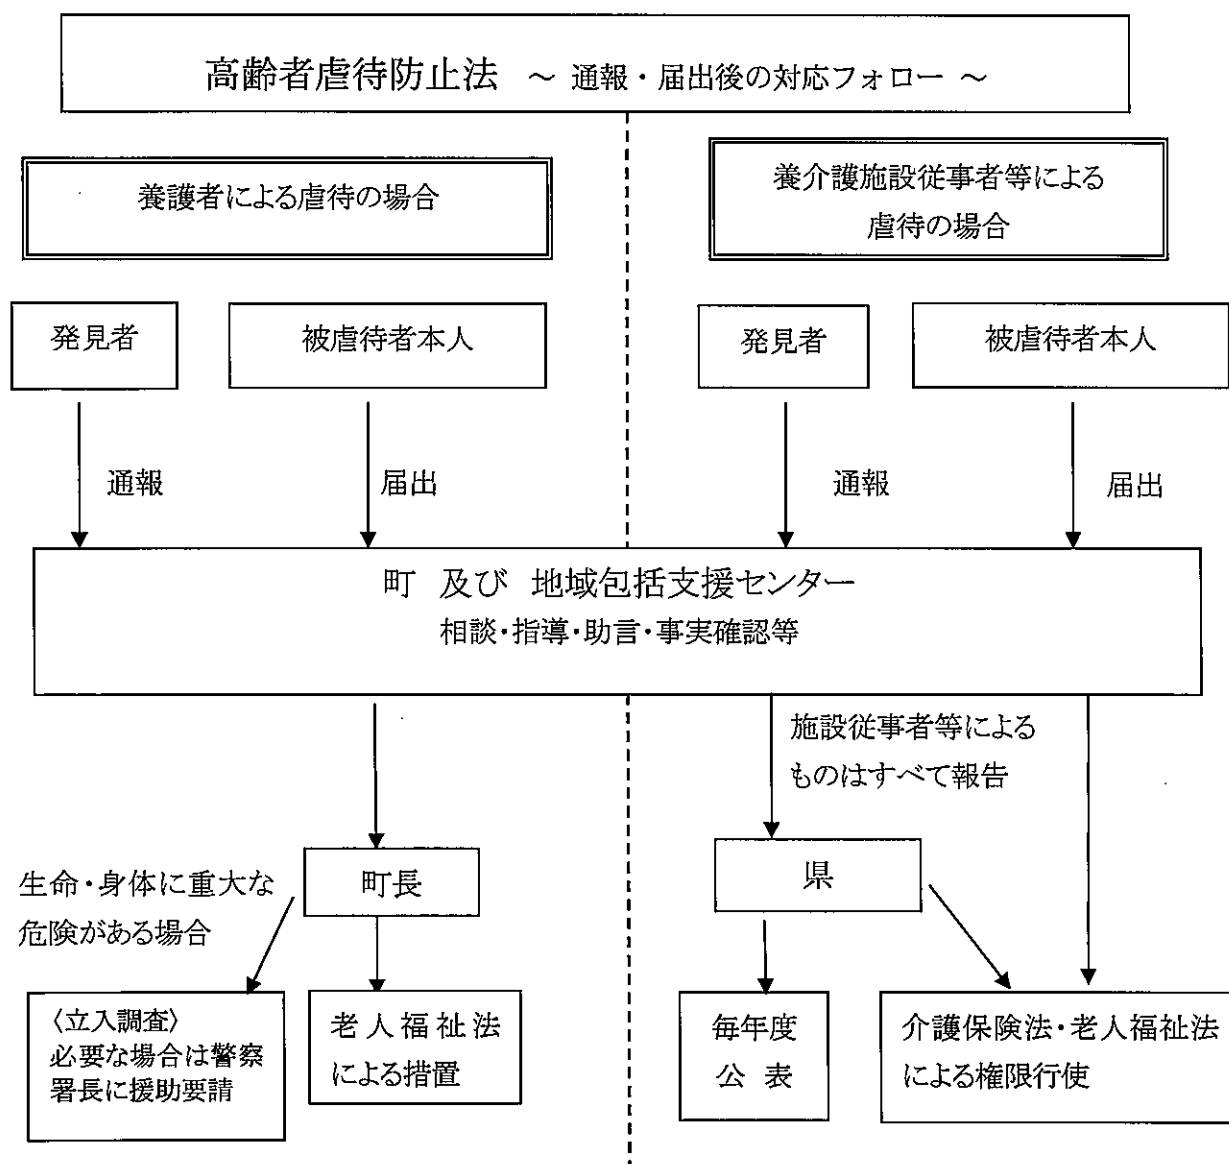 高齢者虐待防止法 ～ 通報・届出後の対応フォロー ～
養護者による虐待の場合
養介護施設従事者等による
虐待の場合
発見者
被虐待者本人
発見者
被虐待者本人
通報
届出
通報
届出
町 及び 地域包括支援センター
相談・指導・助言・事実確認等
施設従事者等による
ものはすべて報告
生命・身体に重大な
危険がある場合
町長
県
〈立入調査〉
必要な場合は警察
署長に援助要請
老人福祉法
による措置
毎年度
公 表
介護保険法・老人福祉法
による権限行使